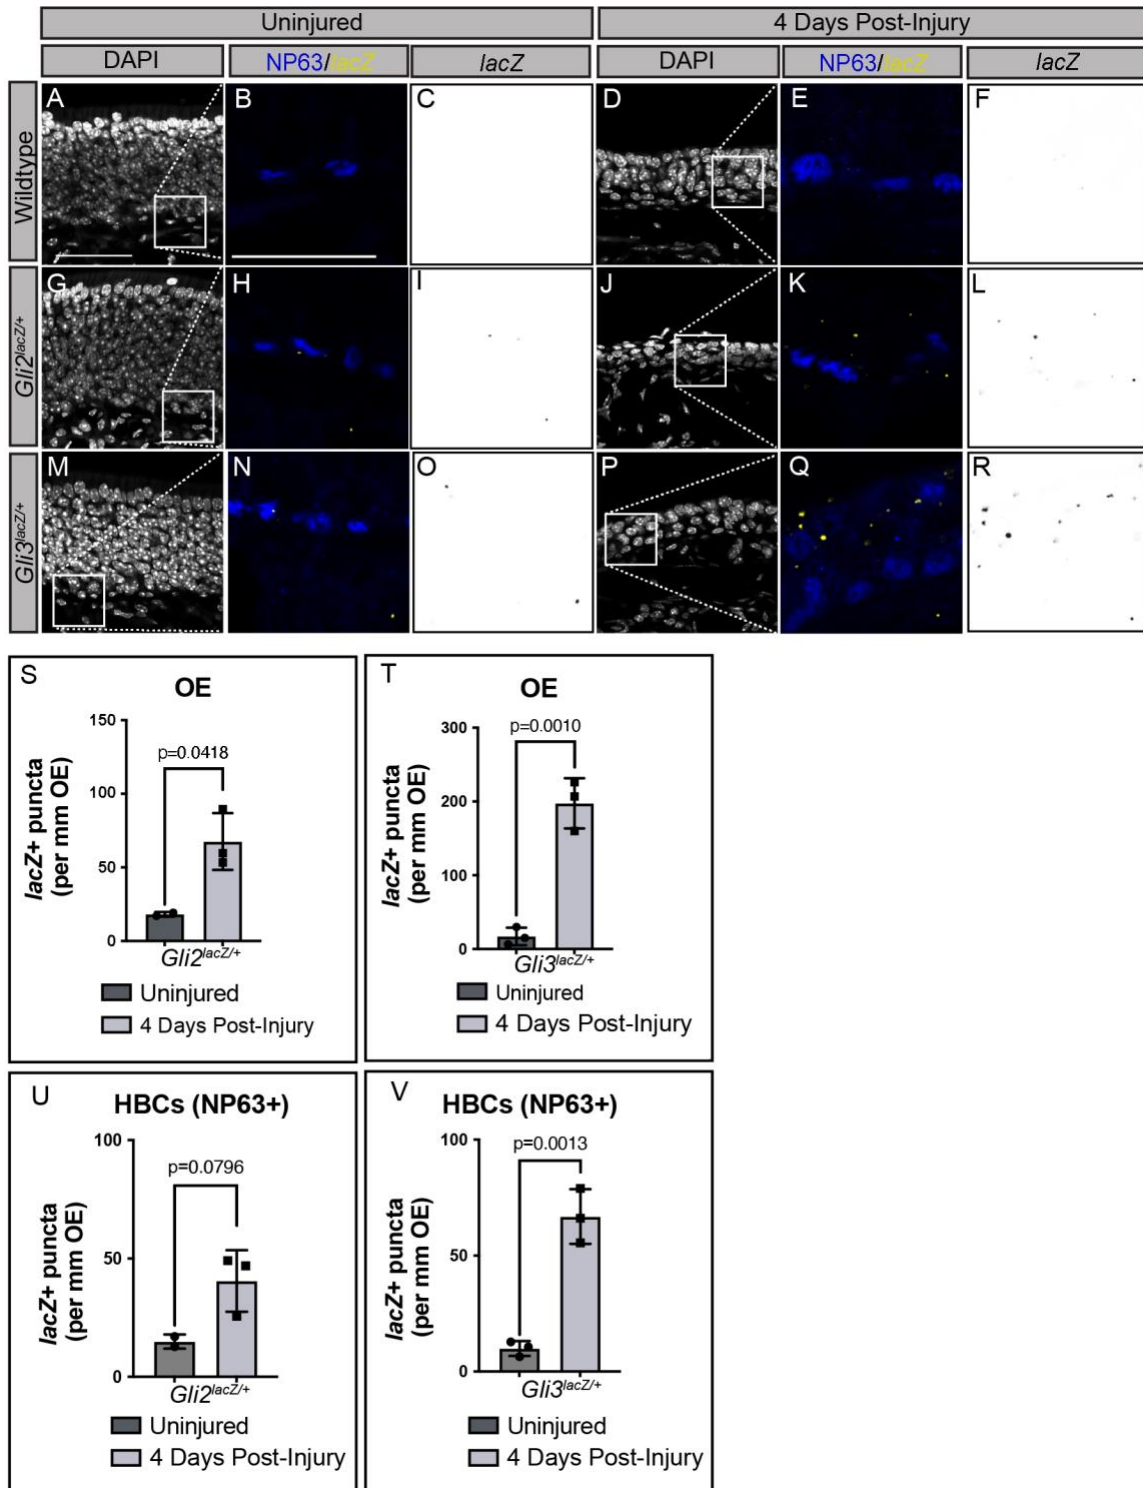 Uninjured
4 Days Post-Injury
DAPI
NP63/lacZ
lacZ
DAPI
NP63/lacZ
lacZ
Wildtype
A
B
C
D
E
F
Gli2lacZ/+
G
H
I
J
K
L
Gli3lacZ/+
M
N
O
P
Q
R
S
OE
p=0.0418
lacZ+ puncta
(per mm OE)
150
100
50
0
Gli2lacZ/+
Uninjured
4 Days Post-Injury
T
OE
p=0.0010
lacZ+ puncta
(per mm OE)
300
200
100
0
Gli3lacZ/+
Uninjured
4 Days Post-Injury
U
HBCs (NP63+)
p=0.0796
lacZ+ puncta
(per mm OE)
100
50
0
Gli2lacZ/+
Uninjured
4 Days Post-Injury
V
HBCs (NP63+)
p=0.0013
lacZ+ puncta
(per mm OE)
100
50
0
Gli3lacZ/+
Uninjured
4 Days Post-Injury